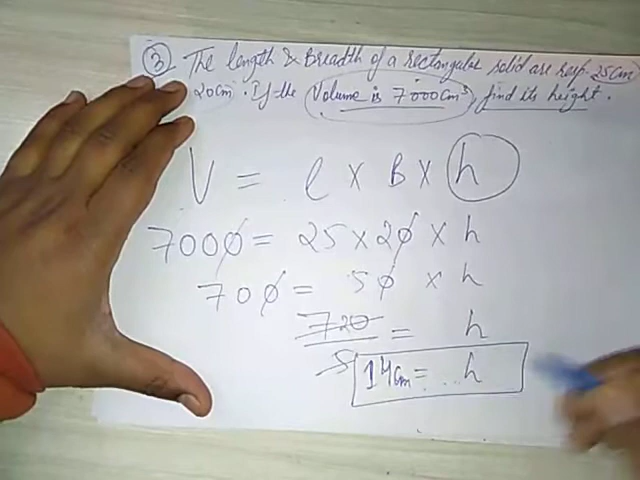 ③ The length & Breadth of a rectangular solid are resp. 25cm
20cm. If the Volume is 7000cm³, find its height.
V = l × B × h
7000 = 25 × 20 × h
700 = 50 × h
= h
5
14cm = h